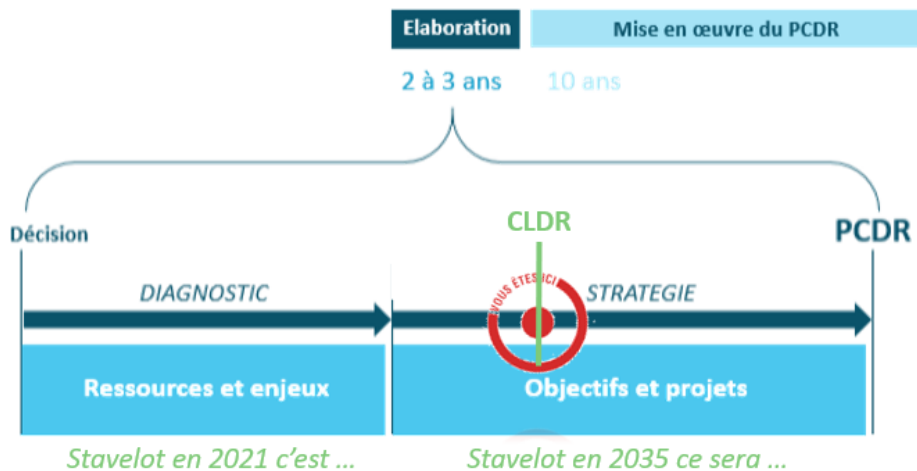 Elaboration
Mise en œuvre du PCDR
2 à 3 ans
10 ans
CLDR
Décision
PCDR
VOUS ÊTES ICI
DIAGNOSTIC
STRATEGIE
Ressources et enjeux
Objectifs et projets
Stavelot en 2021 c’est ...
Stavelot en 2035 ce sera ...